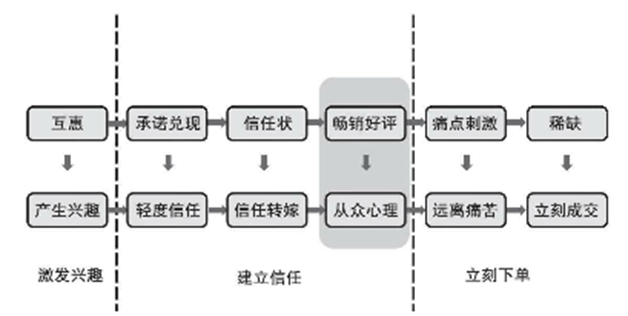 互惠 承诺兑现 信任状 畅销好评 痛点刺激 稀缺
产生兴趣 轻度信任 信任转嫁 从众心理 远离痛苦 立刻成交
激发兴趣 建立信任 立刻下单